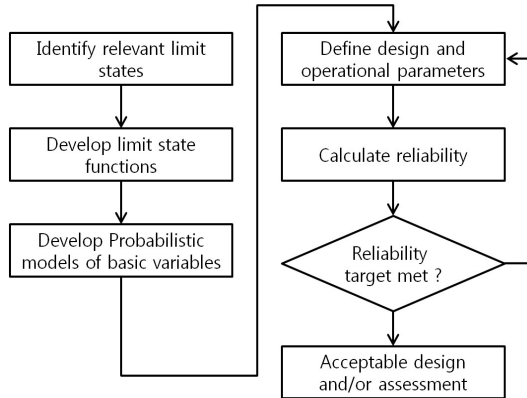 Identify relevant limit
states
Develop limit state
functions
Develop Probabilistic
models of basic variables
Define design and
operational parameters
Calculate reliability
Reliability
target met ?
Acceptable design
and/or assessment